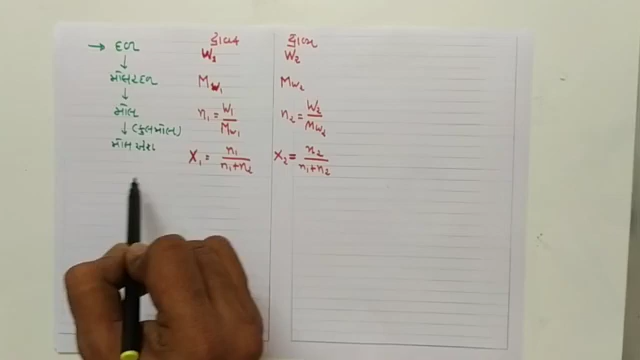 → દળ દ્રાવક દ્રાવ્ય
↓ W₁ W₂
મોલરદળ Mw₁ Mw₂
↓
મોલ n₁ = W₁/Mw₁ n₂ = W₂/Mw₂
↓ (કુલમોલ)
મોલ અંશ X₁ = n₁/n₁+n₂ X₂ = n₂/n₁+n₂